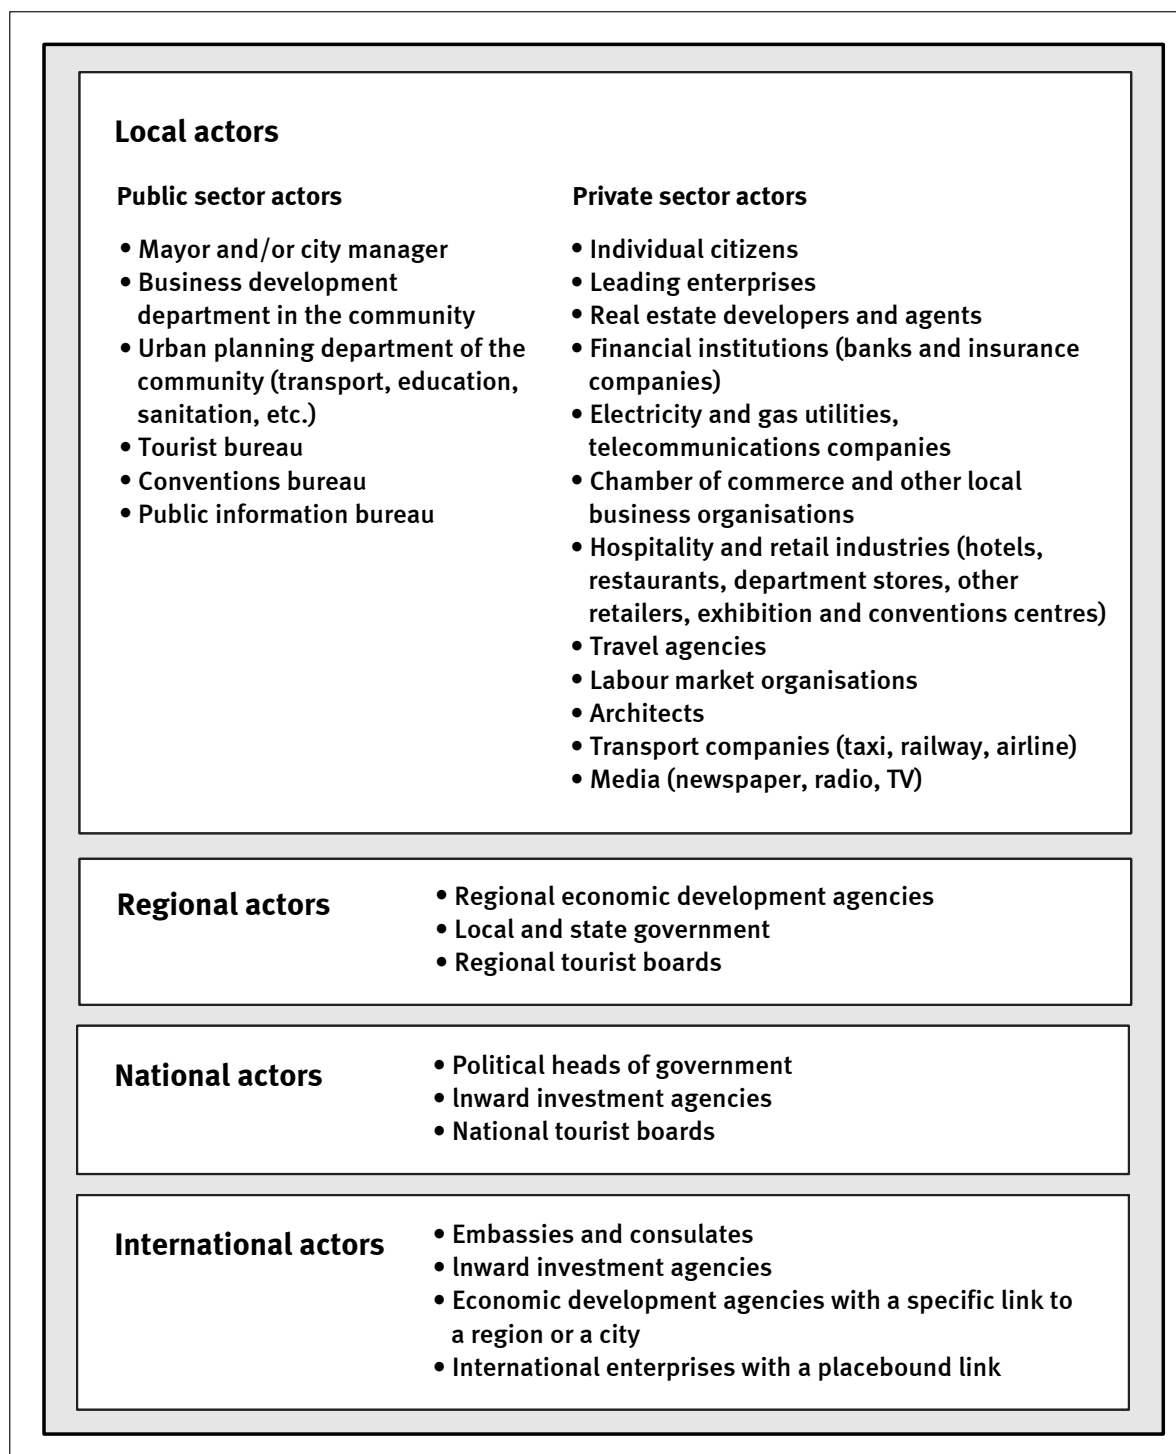 Local actors
Public sector actors
• Mayor and/or city manager
• Business development
department in the community
• Urban planning department of the
community (transport, education,
sanitation, etc.)
• Tourist bureau
• Conventions bureau
• Public information bureau
Private sector actors
• Individual citizens
• Leading enterprises
• Real estate developers and agents
• Financial institutions (banks and insurance
companies)
• Electricity and gas utilities,
telecommunications companies
• Chamber of commerce and other local
business organisations
• Hospitality and retail industries (hotels,
restaurants, department stores, other
retailers, exhibition and conventions centres)
• Travel agencies
• Labour market organisations
• Architects
• Transport companies (taxi, railway, airline)
• Media (newspaper, radio, TV)
Regional actors
• Regional economic development agencies
• Local and state government
• Regional tourist boards
National actors
• Political heads of government
• Inward investment agencies
• National tourist boards
International actors
• Embassies and consulates
• Inward investment agencies
• Economic development agencies with a specific link to
a region or a city
• International enterprises with a placebound link